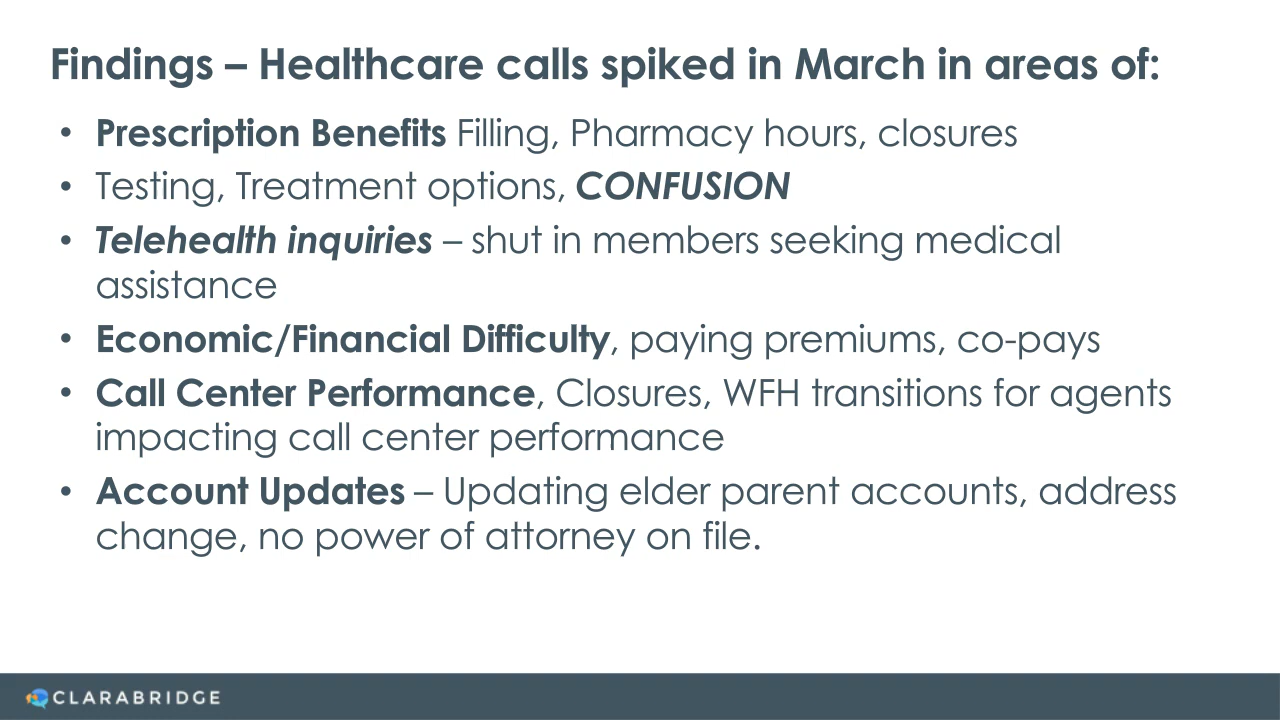 Findings – Healthcare calls spiked in March in areas of:
• Prescription Benefits Filling, Pharmacy hours, closures
• Testing, Treatment options, CONFUSION
• Telehealth inquiries – shut in members seeking medical
assistance
• Economic/Financial Difficulty, paying premiums, co-pays
• Call Center Performance, Closures, WFH transitions for agents
impacting call center performance
• Account Updates – Updating elder parent accounts, address
change, no power of attorney on file.
CLARABRIDGE